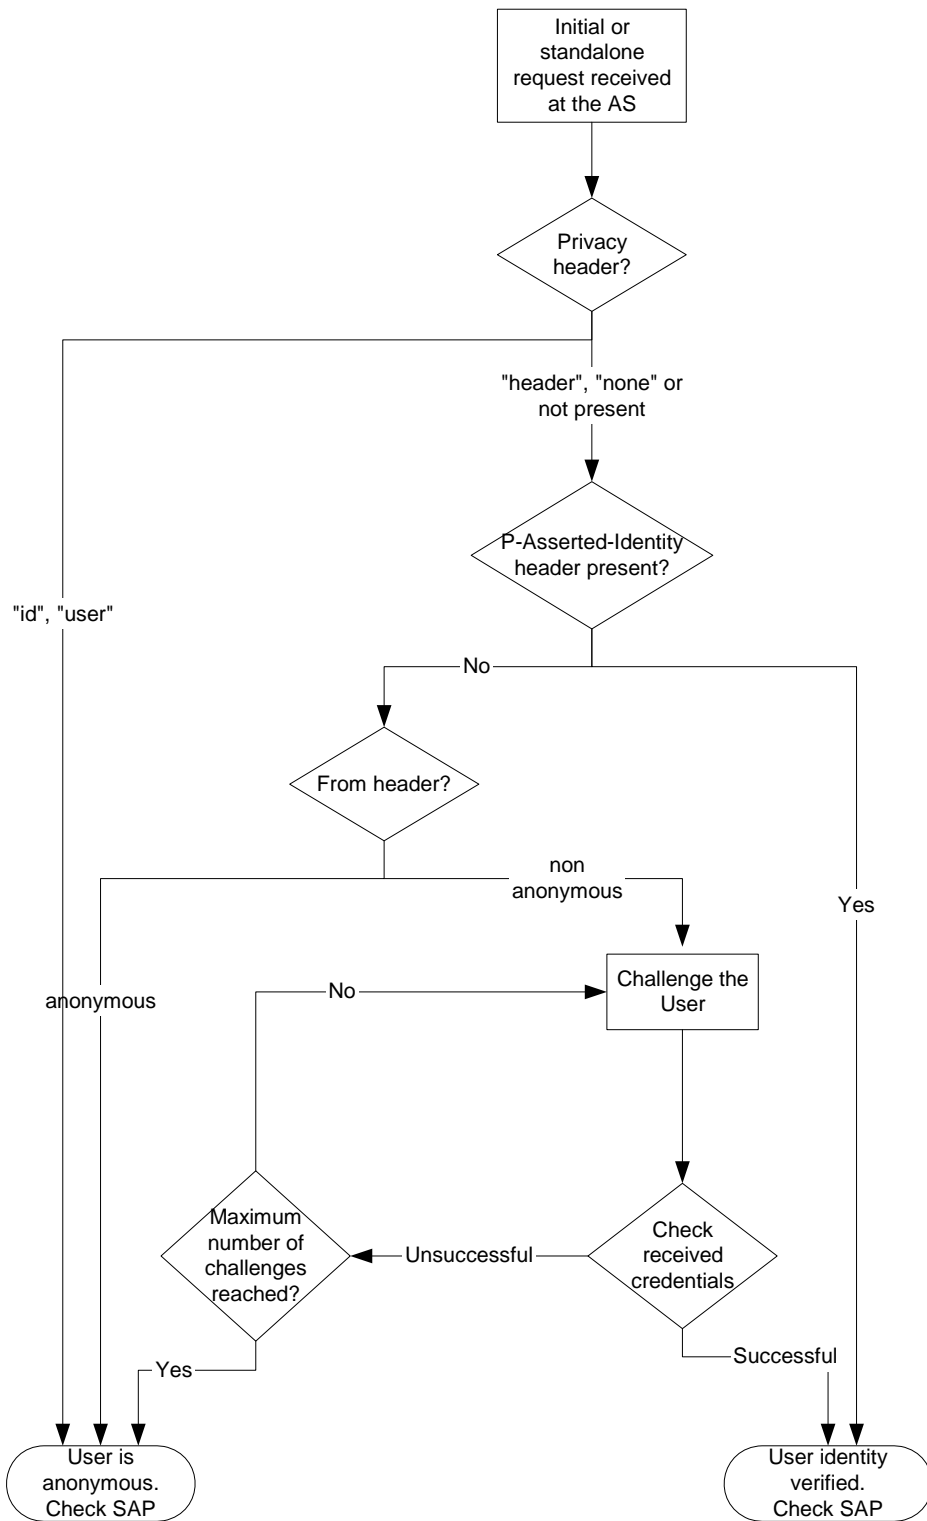 Initial or
standalone
request received
at the AS
Privacy
header?
"header", "none" or
not present
P-Asserted-Identity
header present?
"id", "user"
No
From header?
non
anonymous
Yes
anonymous
No
Challenge the
User
Maximum
number of
challenges
reached?
Unsuccessful
Check
received
credentials
Yes
Successful
User is
anonymous.
Check SAP
User identity
verified.
Check SAP